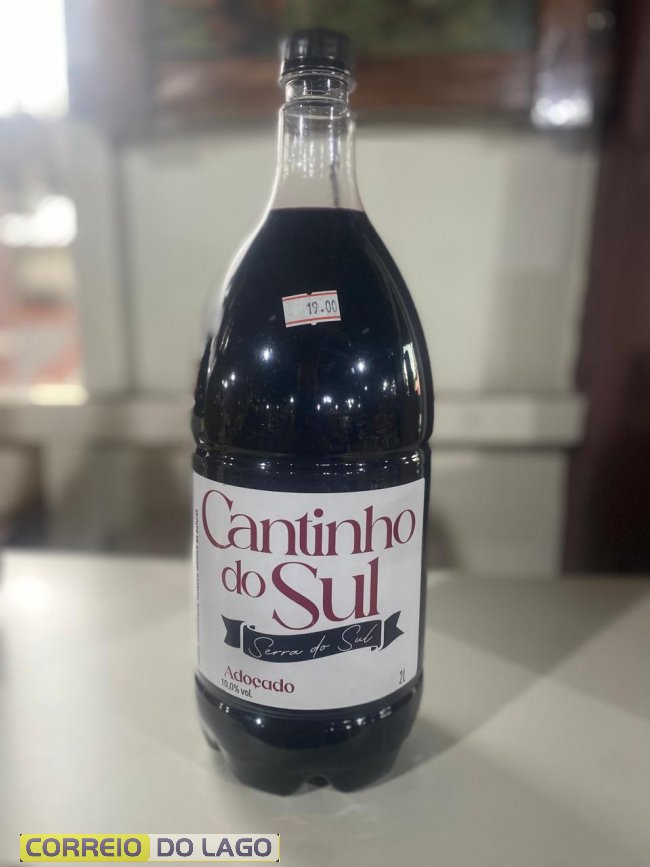 19.00
Cantinho
do Sul
Serra do Sul
Adoçado
10,0% vol.
2L
CORREIO DO LAGO